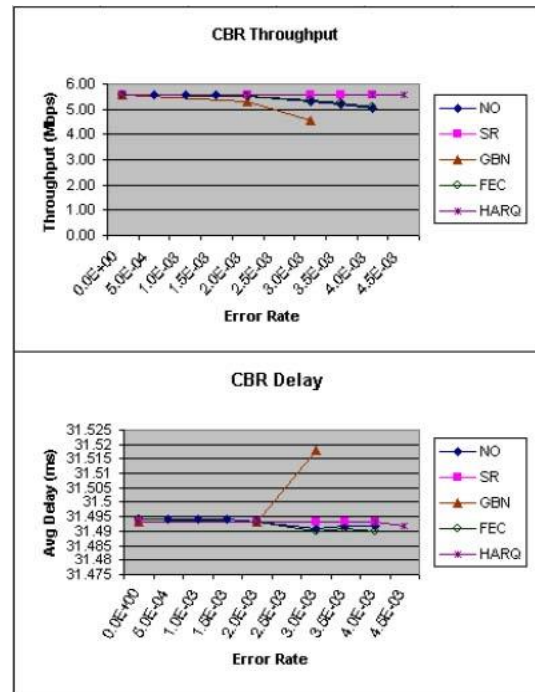 CBR Throughput
6.00
5.00
4.00
3.00
2.00
1.00
0.00
Throughput (Mbps)
0.0E+00
5.0E-04
1.0E-03
1.5E-03
2.0E-03
2.5E-03
3.0E-03
3.5E-03
4.0E-03
4.5E-03
Error Rate
NO
SR
GBN
FEC
HARQ
CBR Delay
31.525
31.52
31.515
31.51
31.505
31.5
31.495
31.49
31.485
31.48
31.475
Avg Delay (ms)
0.0E+00
5.0E-04
1.0E-03
1.5E-03
2.0E-03
2.5E-03
3.0E-03
3.5E-03
4.0E-03
4.5E-03
Error Rate
NO
SR
GBN
FEC
HARQ